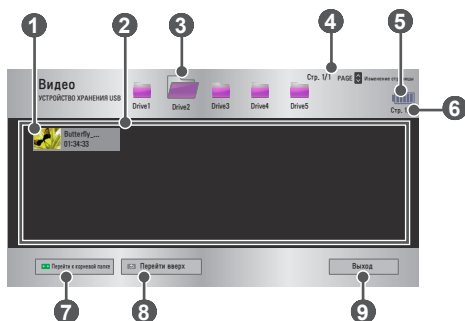 1
2
3
4
5
Видео
УСТРОЙСТВО ХРАНЕНИЯ USB
Drive1
Drive2
Drive3
Drive4
Drive5
Стр. 1/1 PAGE Изменение страницы
Стр. 1
6
Butterfly_...
01:34:33
Перейти к корневой папке
Перейти вверх
Выход
7
8
9